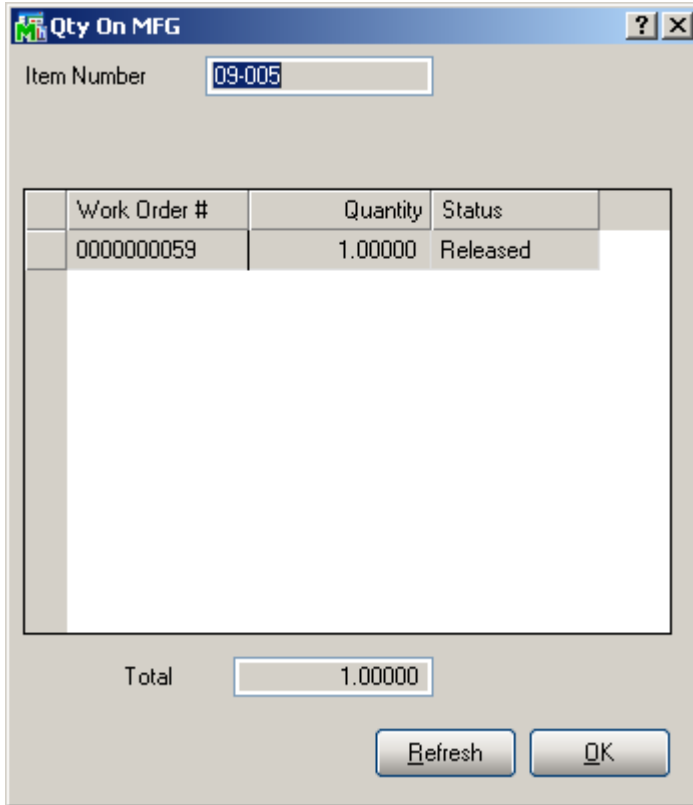 Qty On MFG
Item Number 09-005
Work Order # Quantity Status
0000000059 1.00000 Released
Total 1.00000
Refresh OK